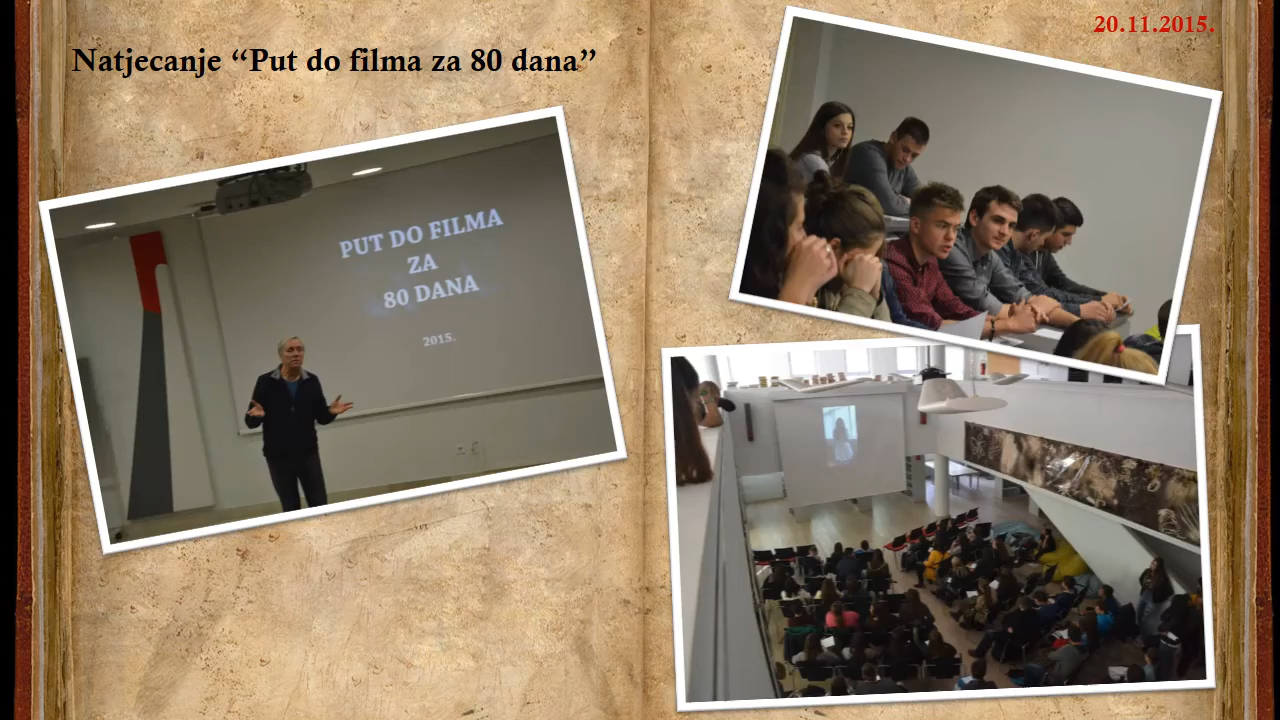 Natjecanje “Put do filma za 80 dana”
20.11.2015.
PUT DO FILMA
ZA
80 DANA
2015.